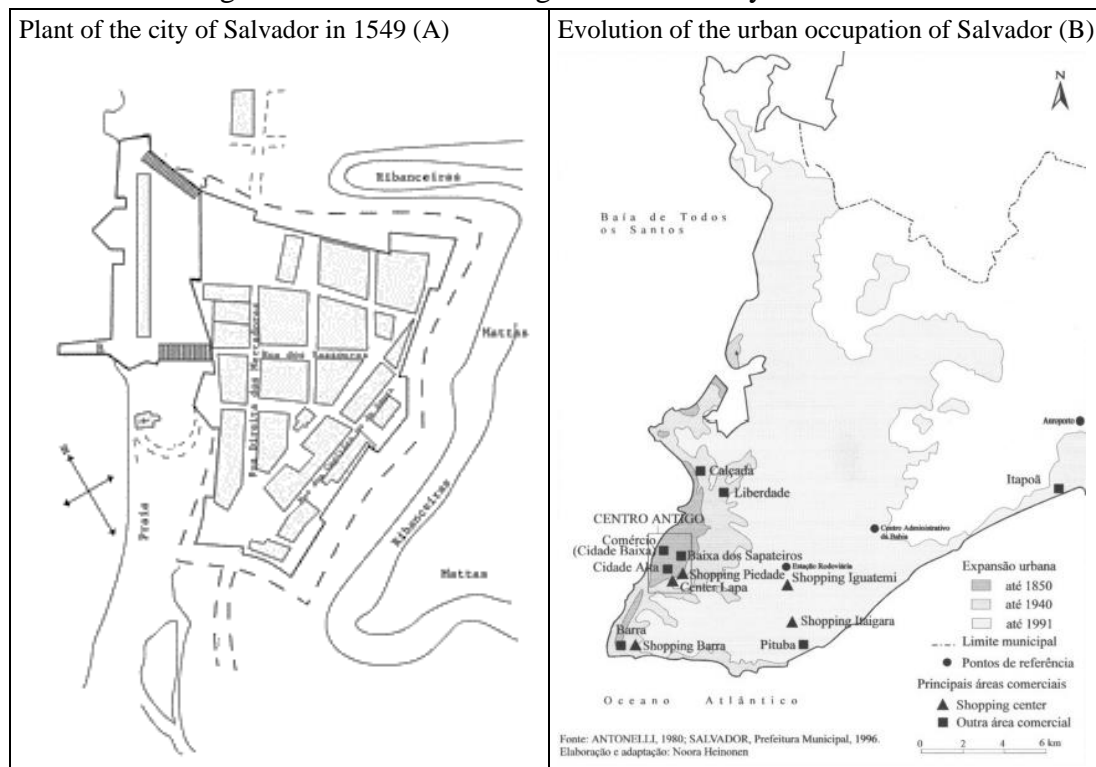 Plant of the city of Salvador in 1549 (A)
Ribanceiras
Mattas
Rua Direita dos Mercadores
Rua dos
Ribanceiras
Praia
Mattas
N
Evolution of the urban occupation of Salvador (B)
N
Baía de Todos
os Santos
Aeroporto
Calçada
Liberdade
Itapoã
CENTRO ANTIGO
Comércio
(Cidade Baixa)
Centro Administrativo
da Bahia
Baixa dos Sapateiros
Cidade Alta
Shopping Piedade
Estação Rodoviária
Shopping Iguatemi
Center Lapa
Shopping Itaigara
Barra
Shopping Barra
Pituba
Oceano Atlântico
Expansão urbana
até 1850
até 1940
até 1991
Limite municipal
Pontos de referência
Principais áreas comerciais
Shopping center
Outra área comercial
0 2 4 6 km
Fonte: ANTONELLI, 1980; SALVADOR, Prefeitura Municipal, 1996.
Elaboração e adaptação: Noora Heinonen